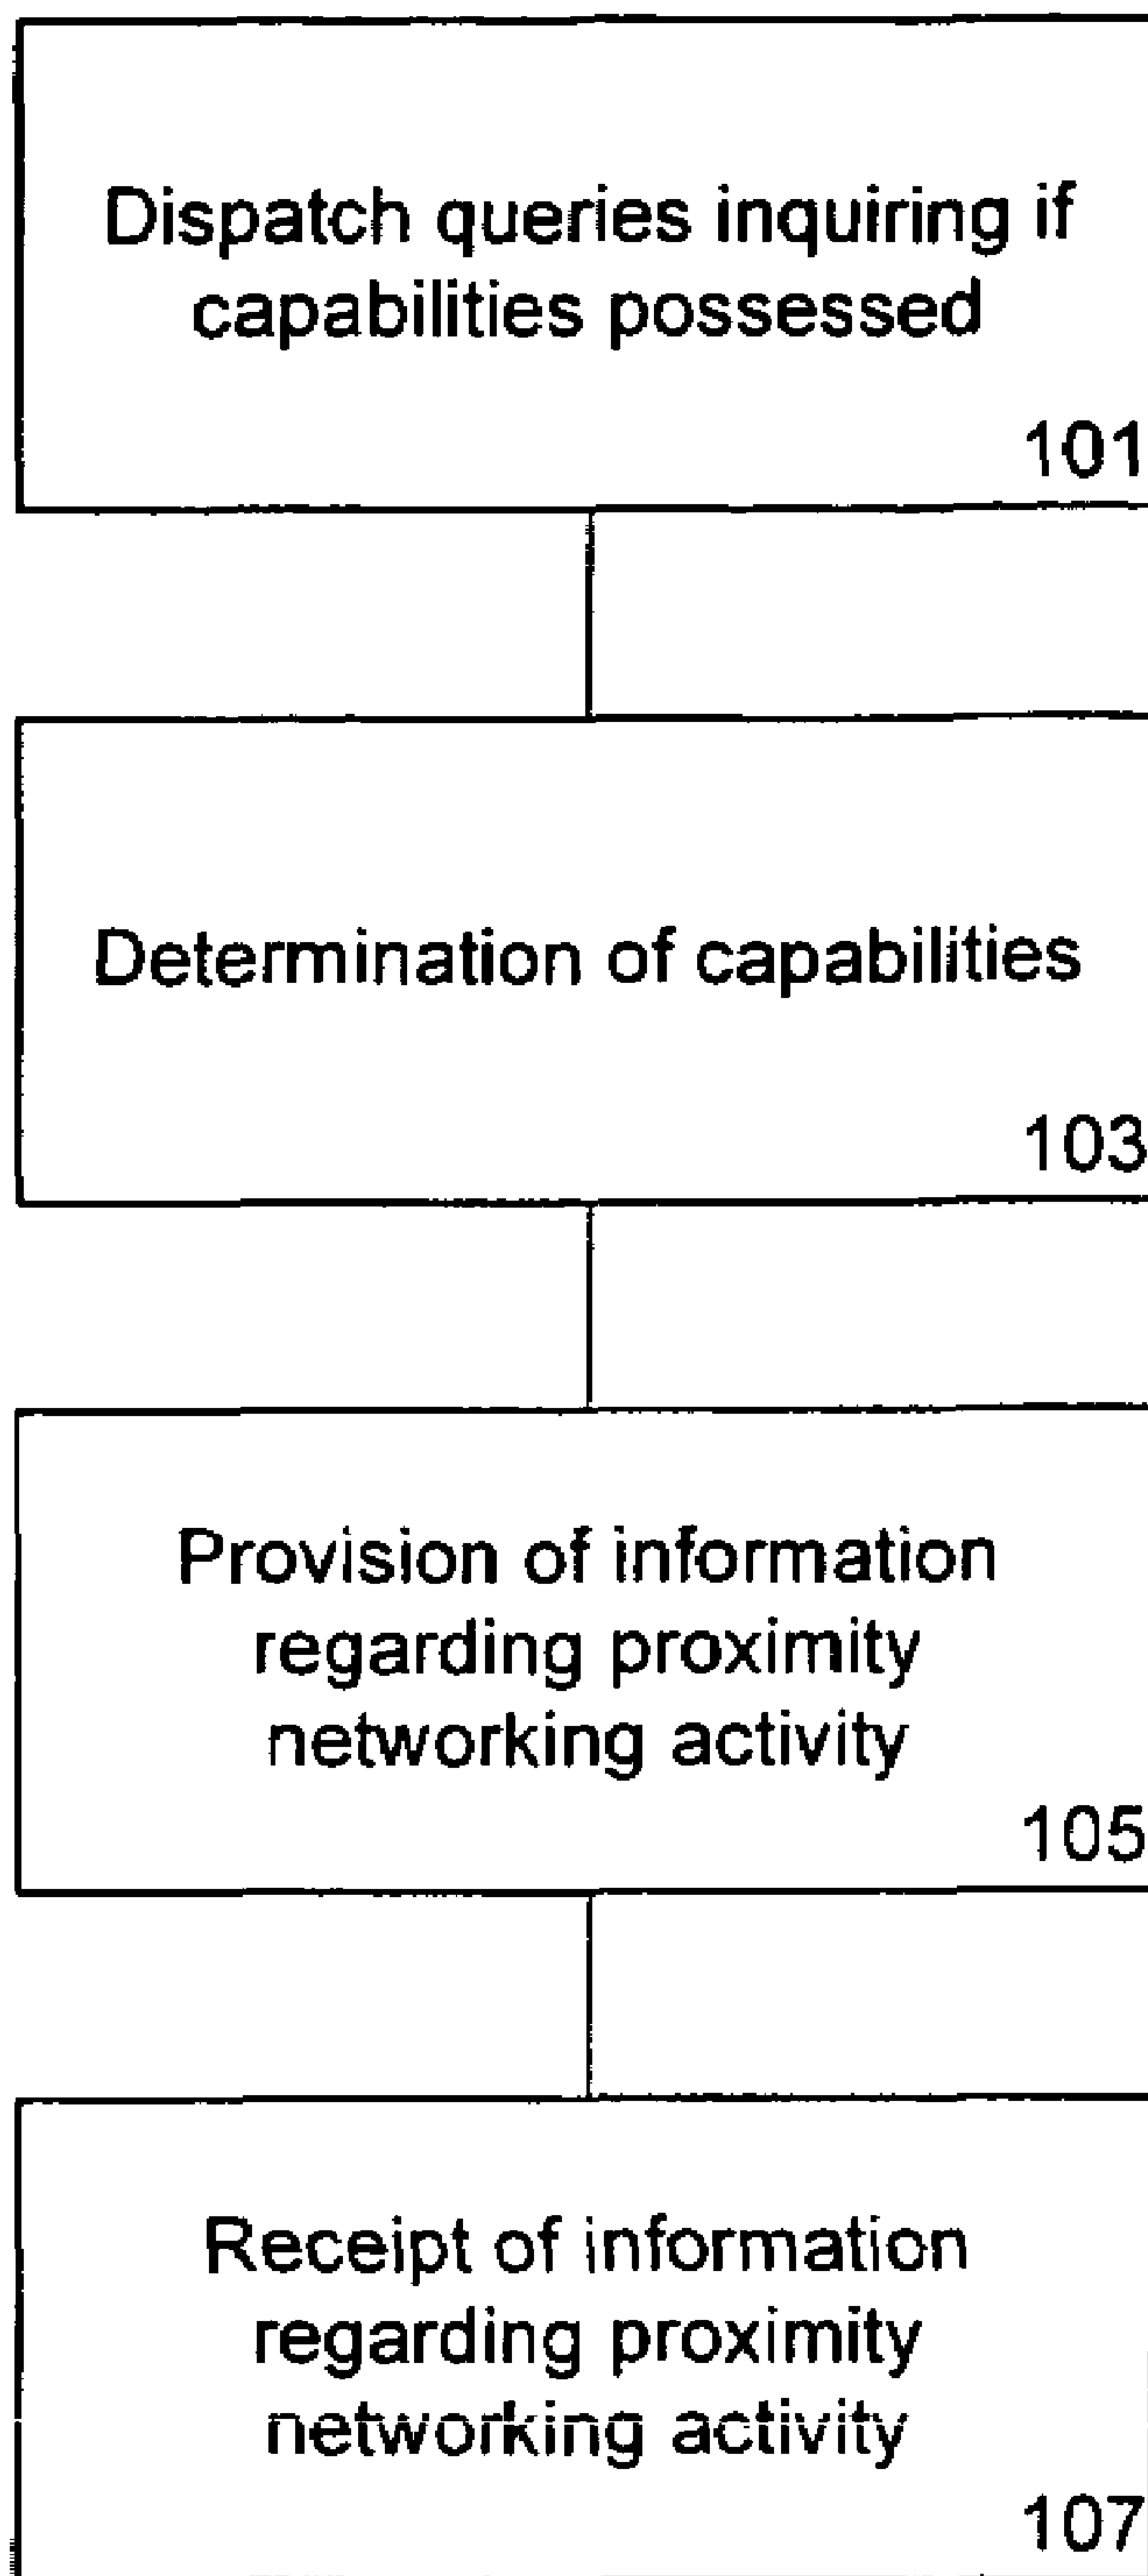 Dispatch queries inquiring if
capabilities possessed
101
Determination of capabilities
103
Provision of information
regarding proximity
networking activity
105
Receipt of information
regarding proximity
networking activity
107